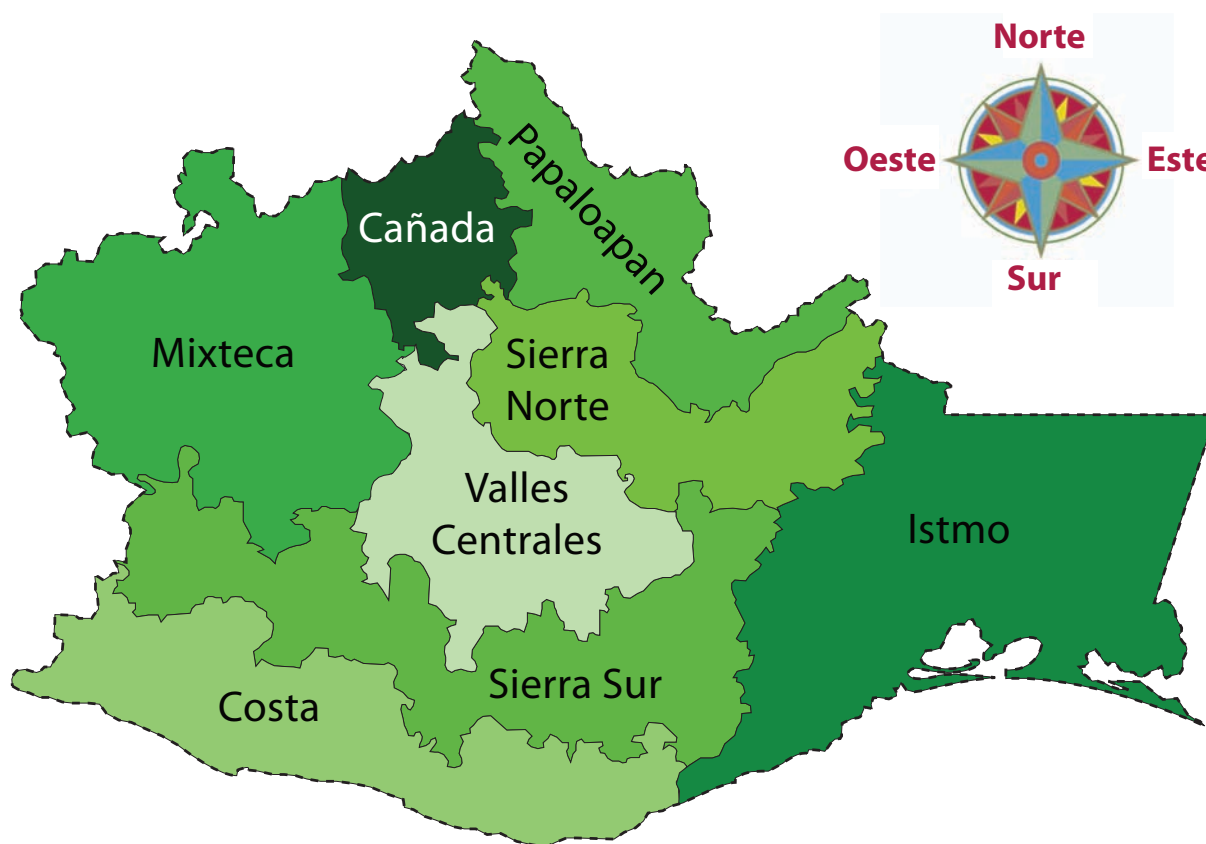 Norte
Oeste
Este
Sur
Papaloapan
Cañada
Mixteca
Sierra
Norte
Valles
Centrales
Istmo
Sierra Sur
Costa